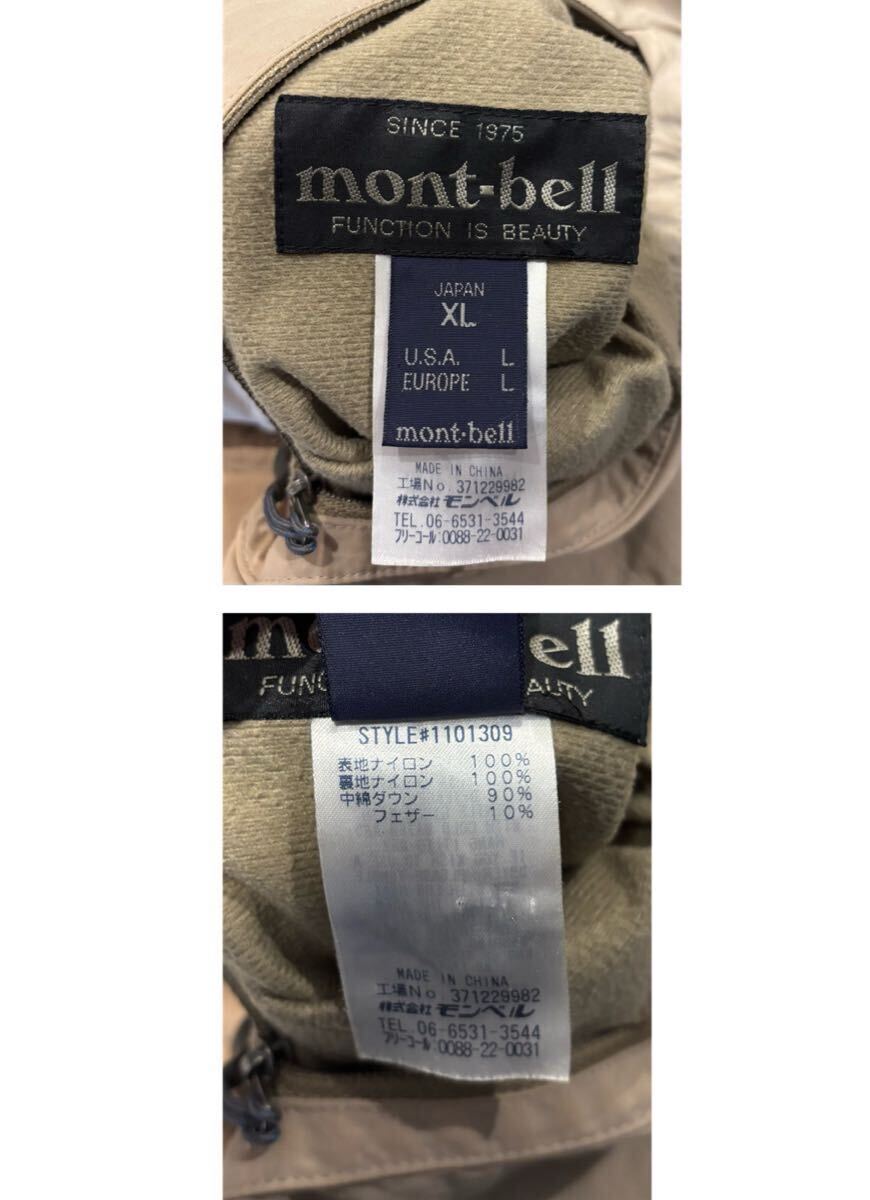 SINCE 1975
mont-bell
FUNCTION IS BEAUTY
JAPAN
XL
U.S.A. L
EUROPE L
mont-bell
MADE IN CHINA
工場No. 371229982
株式会社 モンベル
TEL.06-6531-3544
フリーコール:0088-22-0031
m ell
FUNC EAUTY
STYLE#1101309
表地ナイロン 100%
裏地ナイロン 100%
中綿ダウン 90%
フェザー 10%
MADE IN CHINA
工場No. 371229982
株式会社 モンベル
TEL.06-6531-3544
フリーコール:0088-22-0031